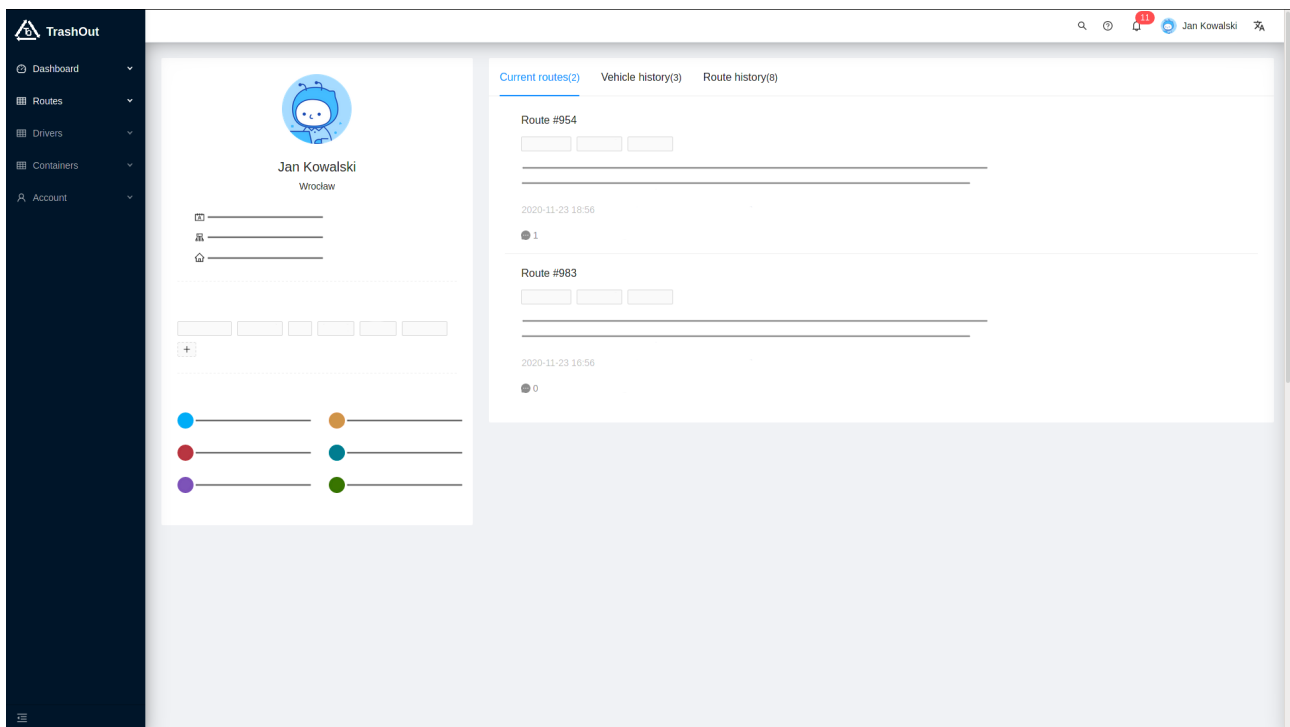 TrashOut
11
Jan Kowalski
Dashboard
Routes
Drivers
Containers
Account
Jan Kowalski
Wrocław
Current routes(2)
Vehicle history(3)
Route history(8)
Route #954
2020-11-23 18:56
1
Route #983
2020-11-23 16:56
0